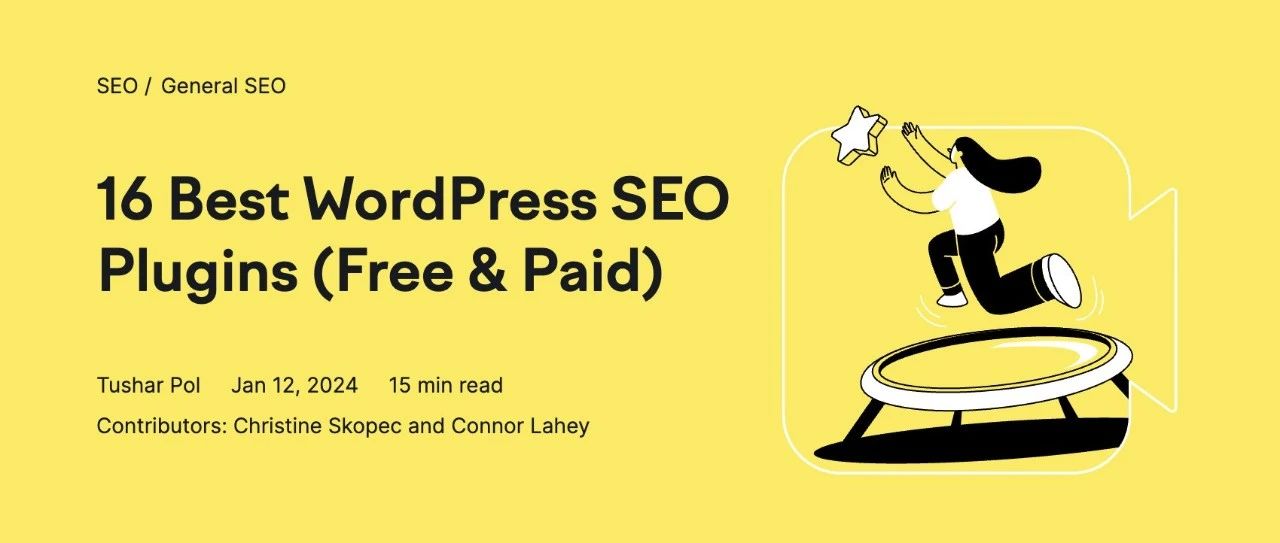 SEO / General SEO
16 Best WordPress SEO
Plugins (Free & Paid)
Tushar Pol Jan 12, 2024 15 min read
Contributors: Christine Skopec and Connor Lahey